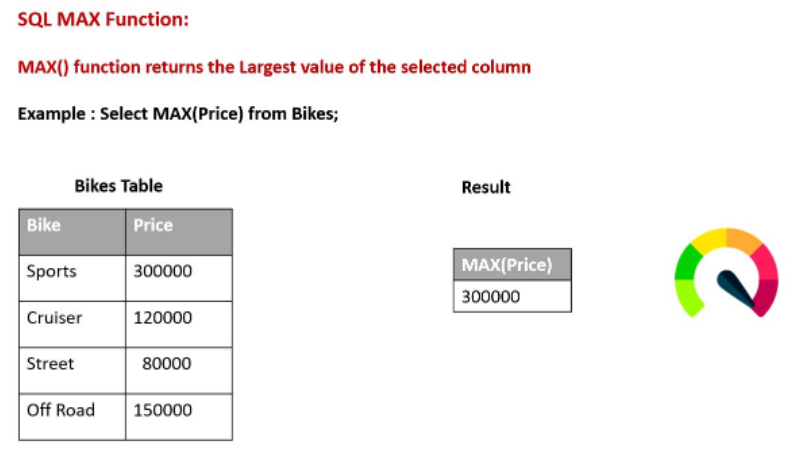 SQL MAX Function:
MAX() function returns the Largest value of the selected column
Example : Select MAX(Price) from Bikes;
Bikes Table
Bike Price
Sports 300000
Cruiser 120000
Street 80000
Off Road 150000
Result
MAX(Price)
300000